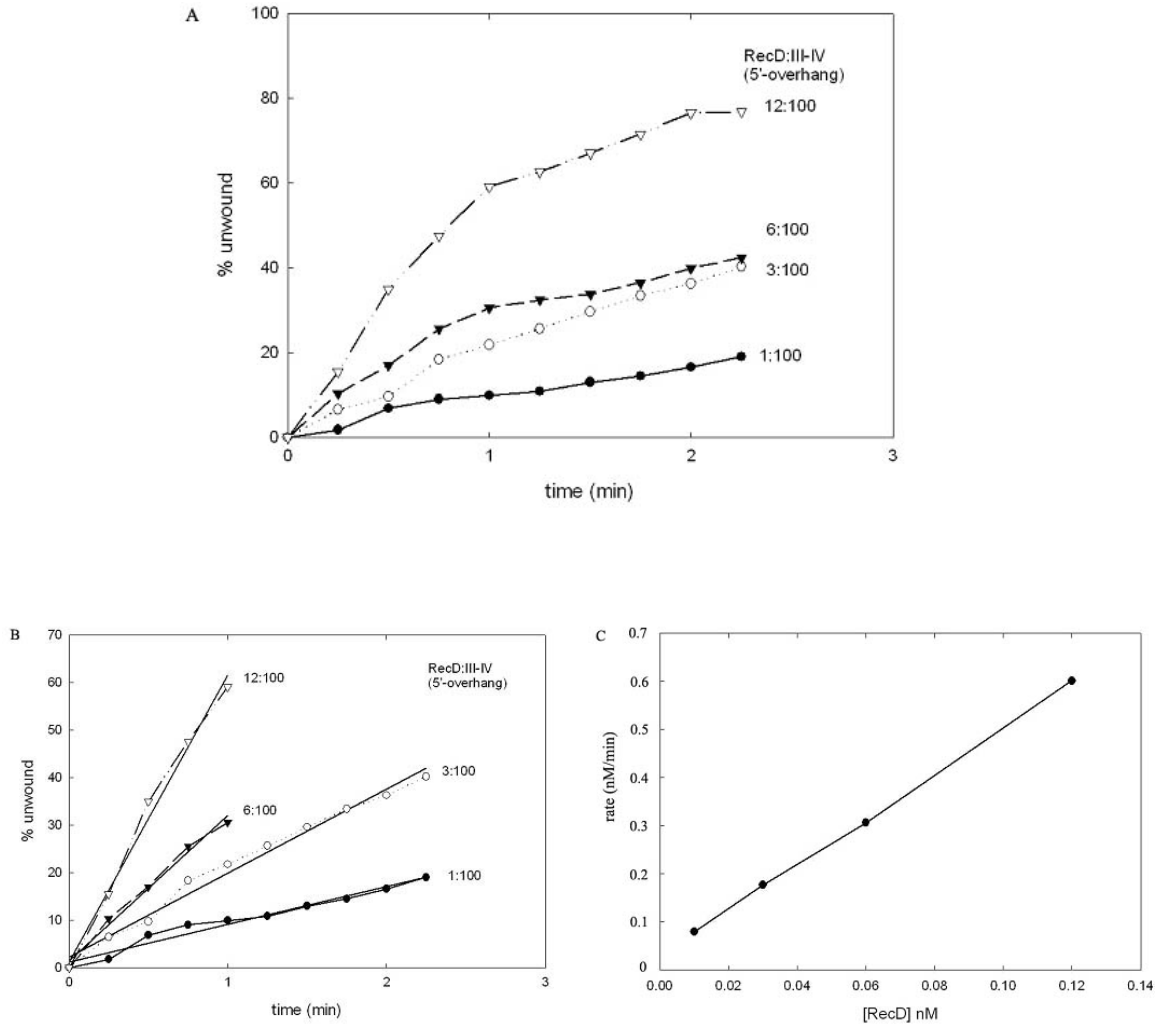 A
100
80
60
40
20
0
% unwound
RecD:III-IV
(5'-overhang)
12:100
6:100
3:100
1:100
0 1 2 3
time (min)
B
70
60
50
40
30
20
10
0
% unwound
RecD:III-IV
(5'-overhang)
12:100
3:100
6:100
1:100
0 1 2 3
time (min)
C
0.7
0.6
0.5
0.4
0.3
0.2
0.1
0
rate (nM/min)
0.00 0.02 0.04 0.06 0.08 0.10 0.12 0.14
[RecD] nM